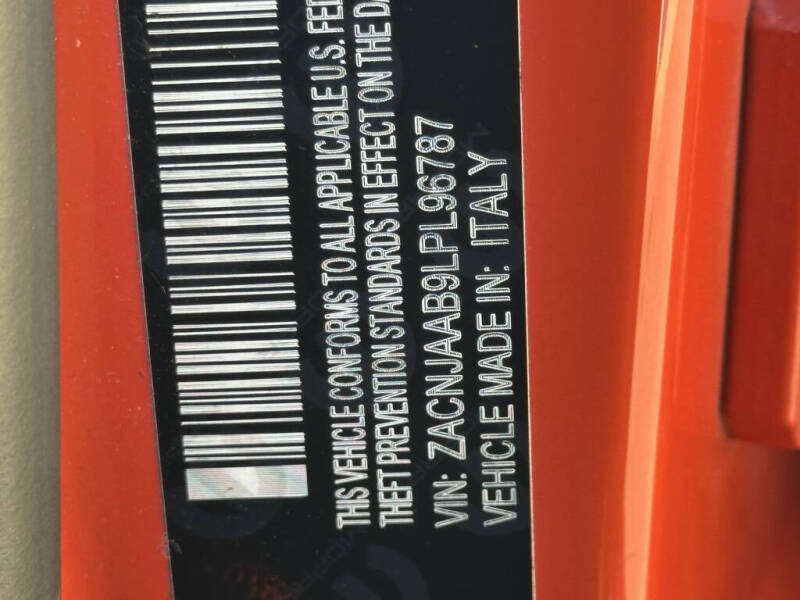 THIS VEHICLE CONFORMS TO ALL APPLICABLE U.S. FED
THEFT PREVENTION STANDARDS IN EFFECT ON THE DA
VIN: ZACNJAAB9LPL96787
VEHICLE MADE IN: ITALY